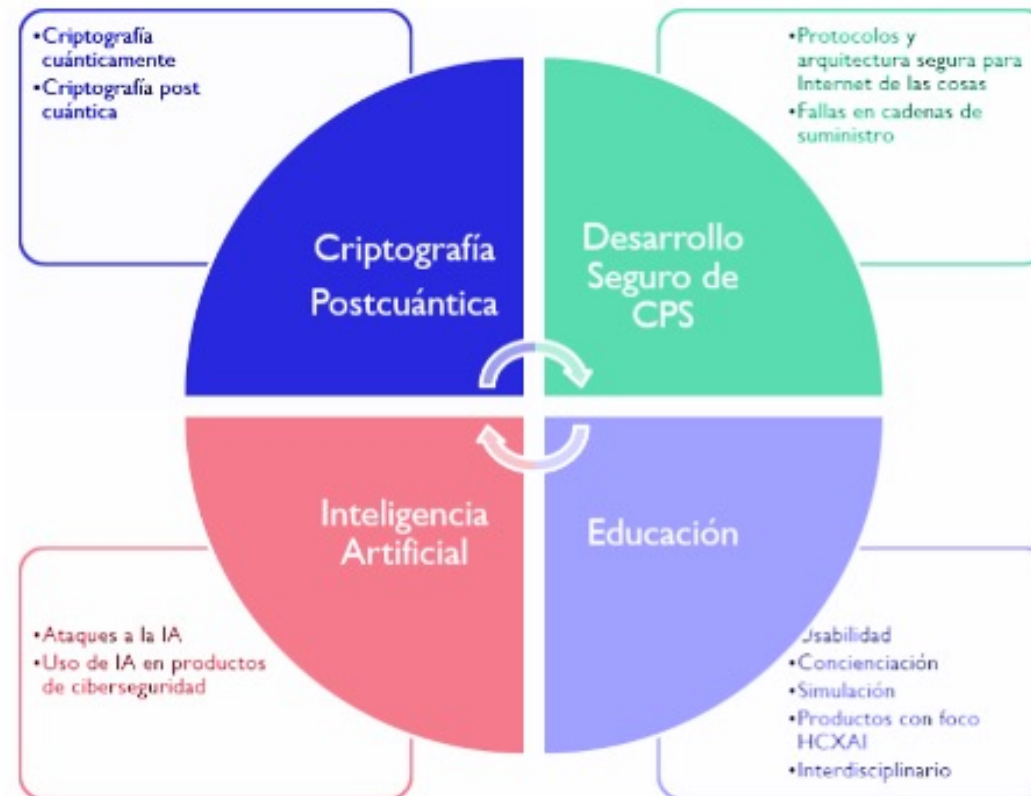 •Criptografía
cuánticamente
•Criptografía post
cuántica
•Protocolos y
arquitectura segura para
Internet de las cosas
•Fallas en cadenas de
suministro
Criptografía
Postcuántica
Desarrollo
Seguro de
CPS
Inteligencia
Artificial
Educación
•Ataques a la IA
•Uso de IA en productos
de ciberseguridad
Usabilidad
•Concienciación
•Simulación
•Productos con foco
HCXAI
•Interdisciplinario